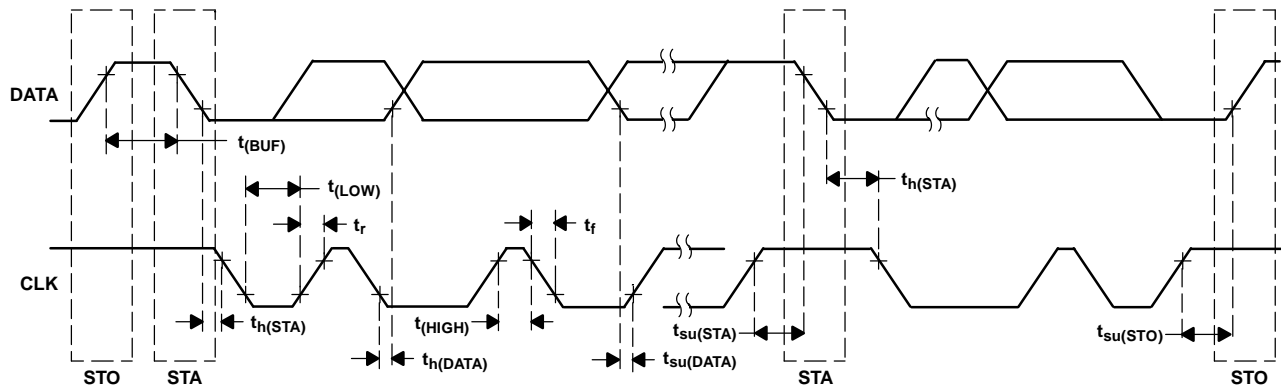 DATA
t(BUF)
t(LOW)
th(STA)
tr
tf
CLK
th(STA)
t(HIGH)
tsu(STA)
tsu(STO)
th(DATA)
tsu(DATA)
STO
STA
STA
STO